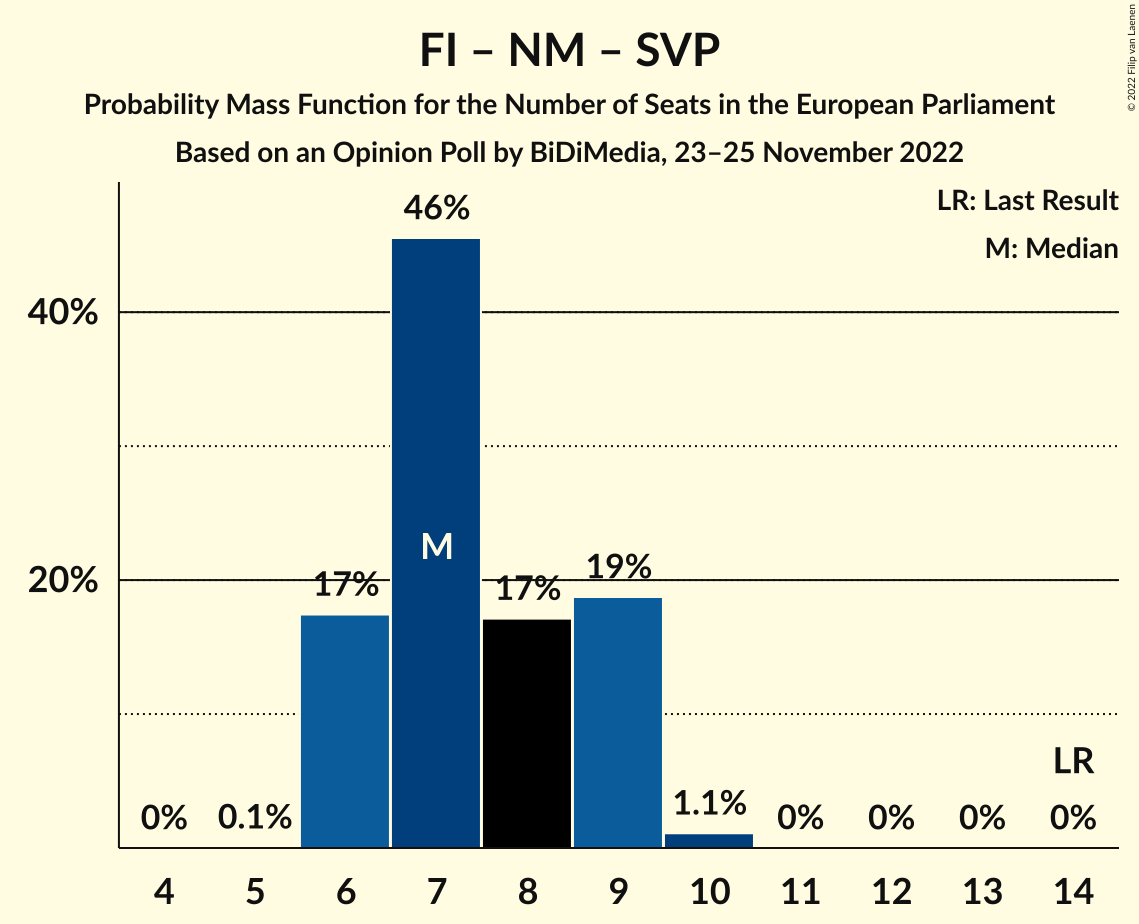 FI – NM – SVP
Probability Mass Function for the Number of Seats in the European Parliament
Based on an Opinion Poll by BiDiMedia, 23–25 November 2022
© 2022 Filip van Laenen
LR: Last Result
M: Median
46%
40%
M
20%
17%
17%
19%
LR
0%
0.1%
1.1%
0%
0%
0%
0%
4 5 6 7 8 9 10 11 12 13 14